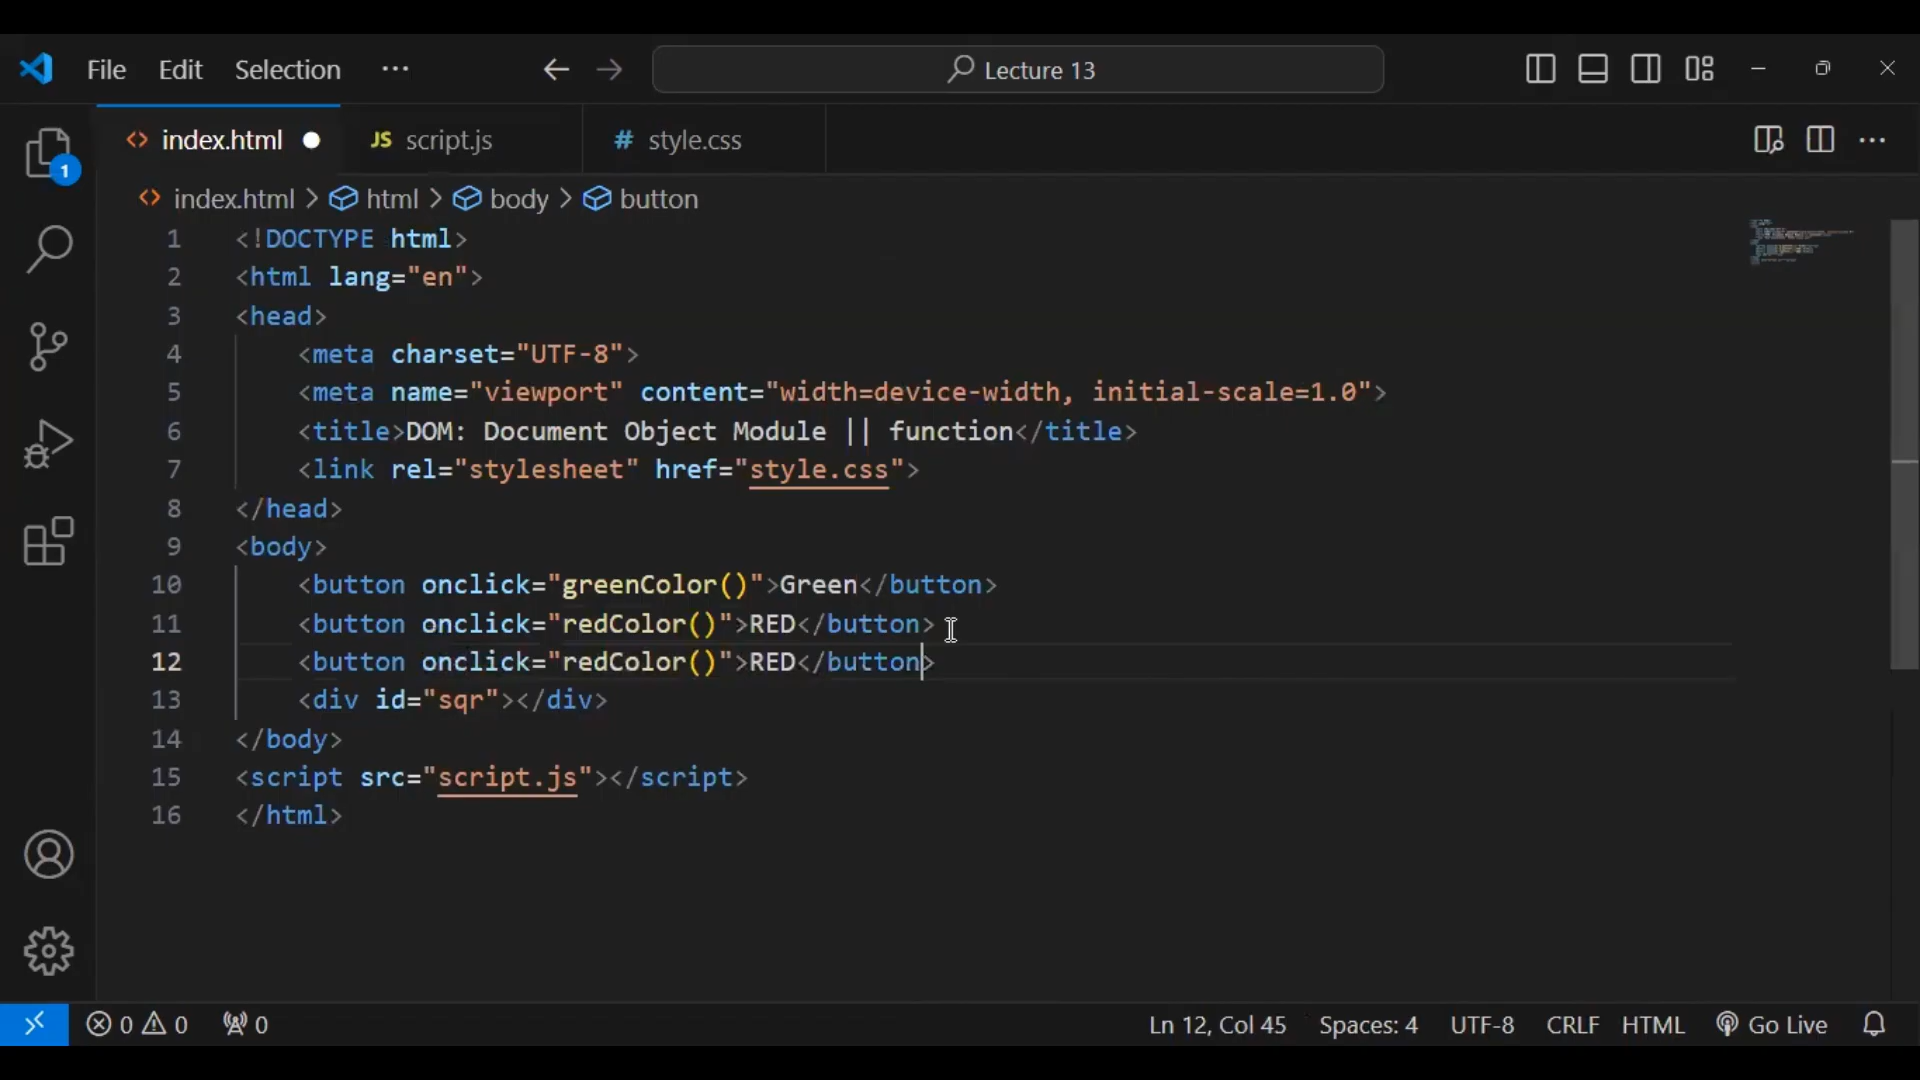 File Edit Selection ··· Lecture 13
index.html JS script.js # style.css
1
index.html > html > body > button
1 <!DOCTYPE html>
2 <html lang="en">
3 <head>
4 <meta charset="UTF-8">
5 <meta name="viewport" content="width=device-width, initial-scale=1.0">
6 <title>DOM: Document Object Module || function</title>
7 <link rel="stylesheet" href="style.css">
8 </head>
9 <body>
10 <button onclick="greenColor()">Green</button>
11 <button onclick="redColor()">RED</button>
12 <button onclick="redColor()">RED</button>
13 <div id="sqr"></div>
14 </body>
15 <script src="script.js"></script>
16 </html>
0 0 0 Ln 12, Col 45 Spaces: 4 UTF-8 CRLF HTML Go Live